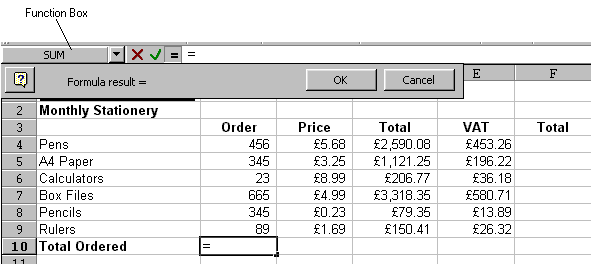 Function Box
SUM = =
Formula result = OK Cancel E F
2 Monthly Stationery
3 Order Price Total VAT Total
4 Pens 456 £5.68 £2,590.08 £453.26
5 A4 Paper 345 £3.25 £1,121.25 £196.22
6 Calculators 23 £8.99 £206.77 £36.18
7 Box Files 665 £4.99 £3,318.35 £580.71
8 Pencils 345 £0.23 £79.35 £13.89
9 Rulers 89 £1.69 £150.41 £26.32
10 Total Ordered =
11